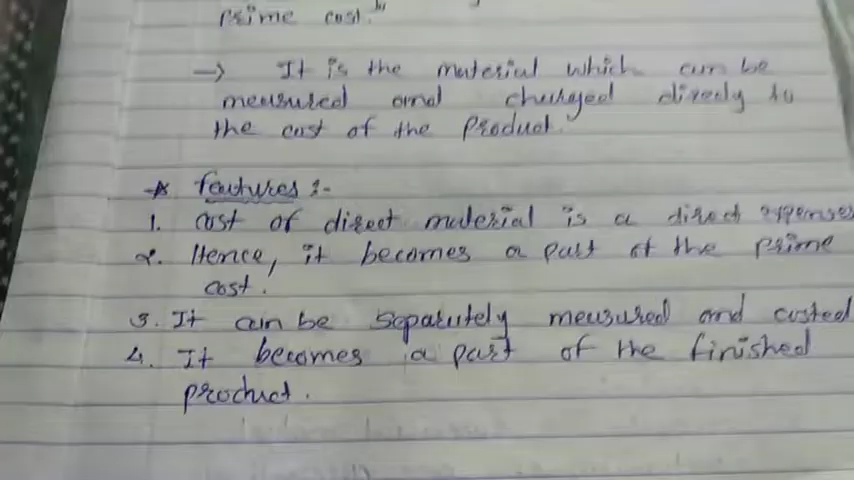 prime cost."
→ It is the material which can be
measured and charged direcly to
the cost of the product.
* features :-
1. cost of direct material is a direct expenses
2. Hence, it becomes a part of the prime
cost.
3. It can be separately measured and costed
4. It becomes a part of the finished
product.